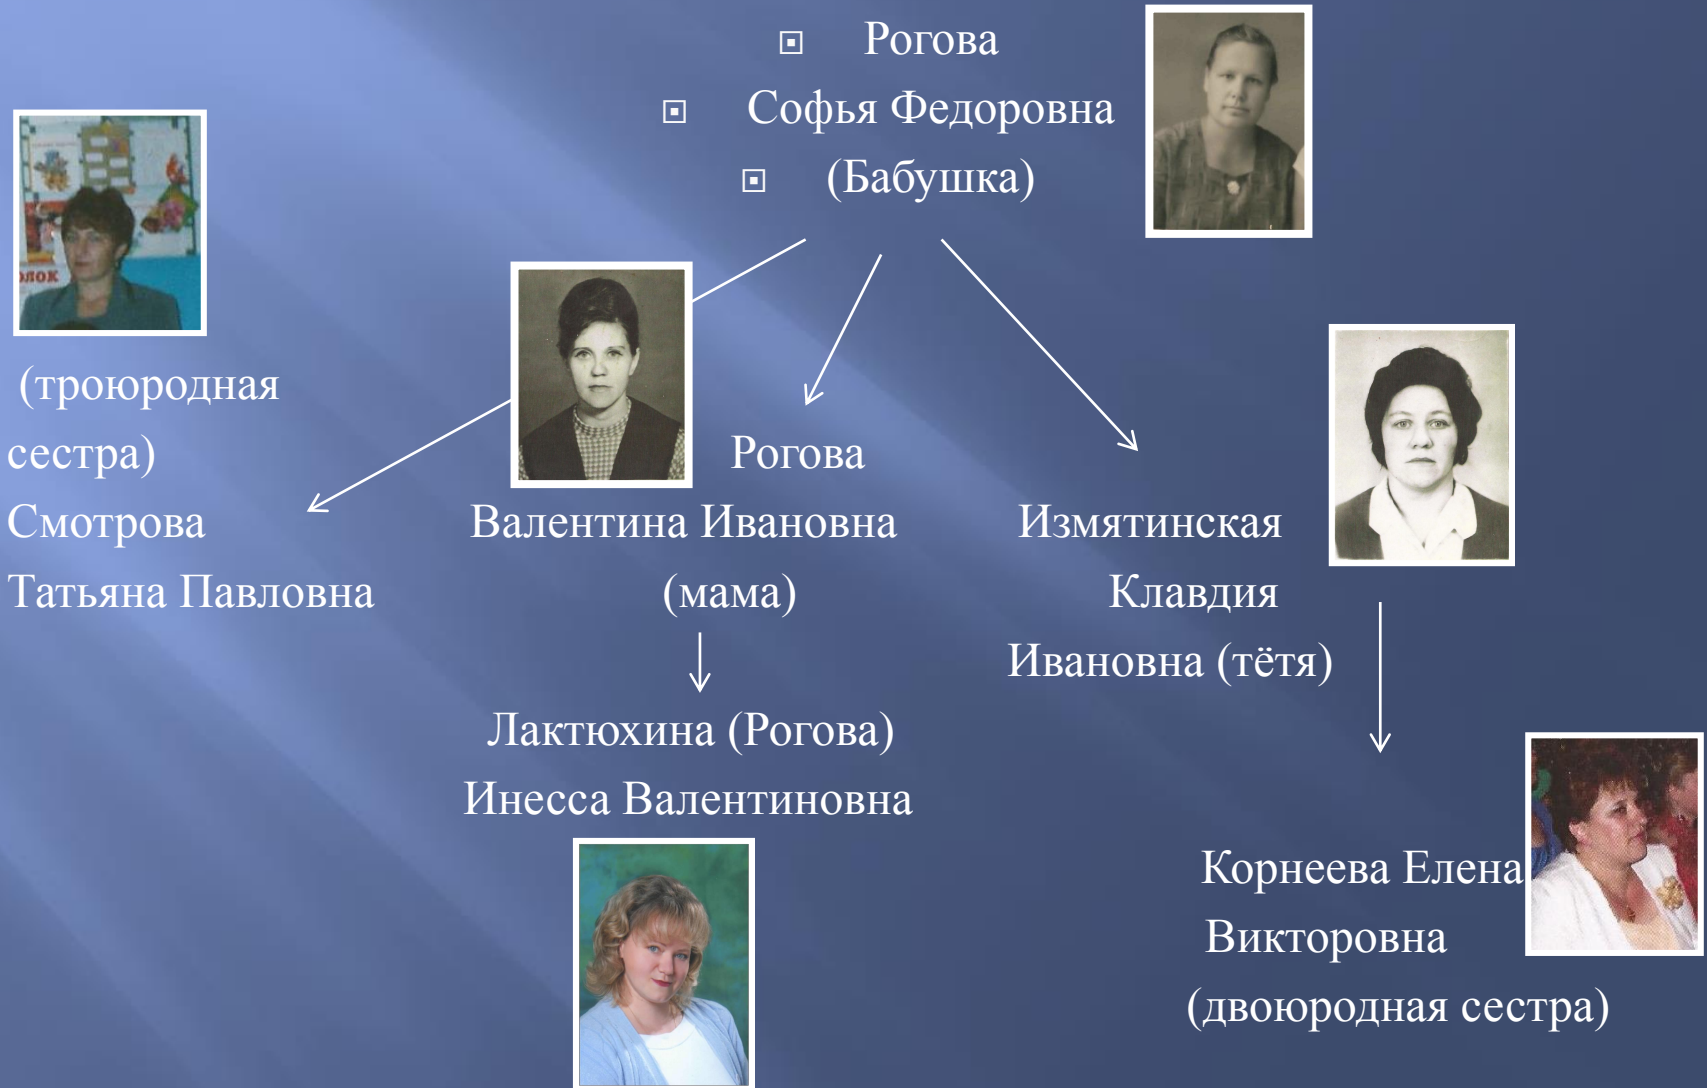 Рогова
Софья Федоровна
(Бабушка)
ОЛОК
(троюродная
сестра)
Смотрова
Татьяна Павловна
Рогова
Валентина Ивановна
(мама)
Лактюхина (Рогова)
Инесса Валентиновна
Измятинская
Клавдия
Ивановна (тётя)
Корнеева Елена
Викторовна
(двоюродная сестра)